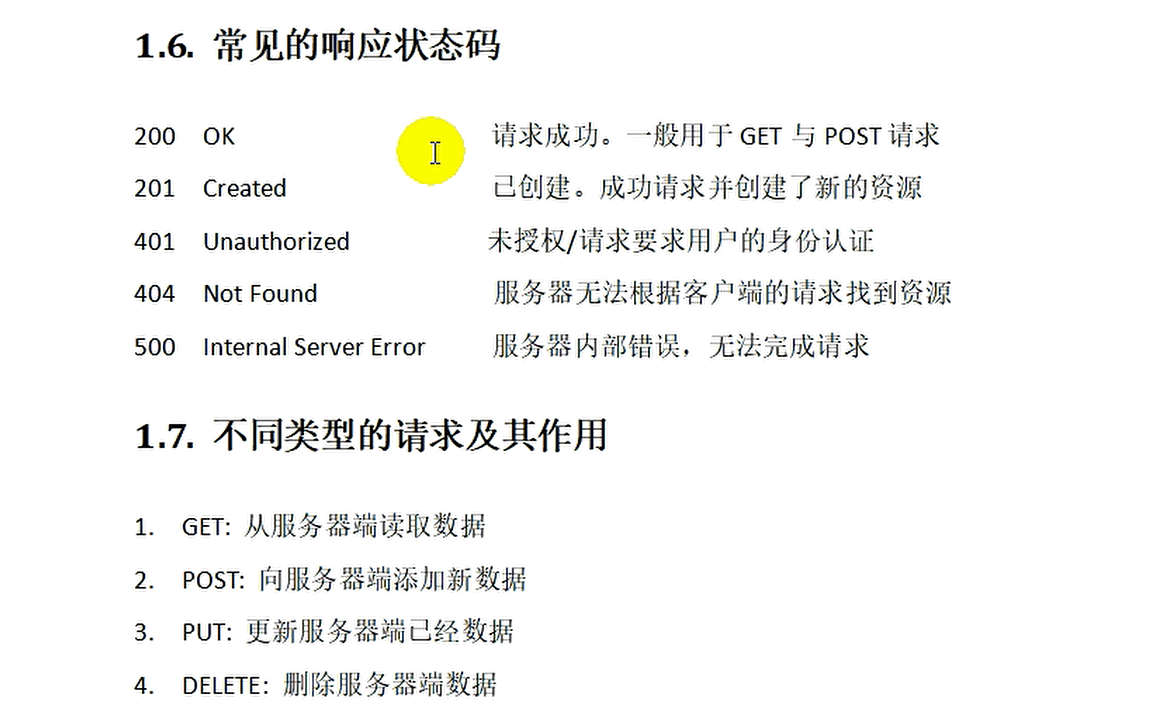 1.6. 常见的响应状态码
200 OK 请求成功。一般用于 GET 与 POST 请求
201 Created 已创建。成功请求并创建了新的资源
401 Unauthorized 未授权/请求要求用户的身份认证
404 Not Found 服务器无法根据客户端的请求找到资源
500 Internal Server Error 服务器内部错误，无法完成请求
1.7. 不同类型的请求及其作用
1. GET: 从服务器端读取数据
2. POST: 向服务器端添加新数据
3. PUT: 更新服务器端已经数据
4. DELETE: 删除服务器端数据